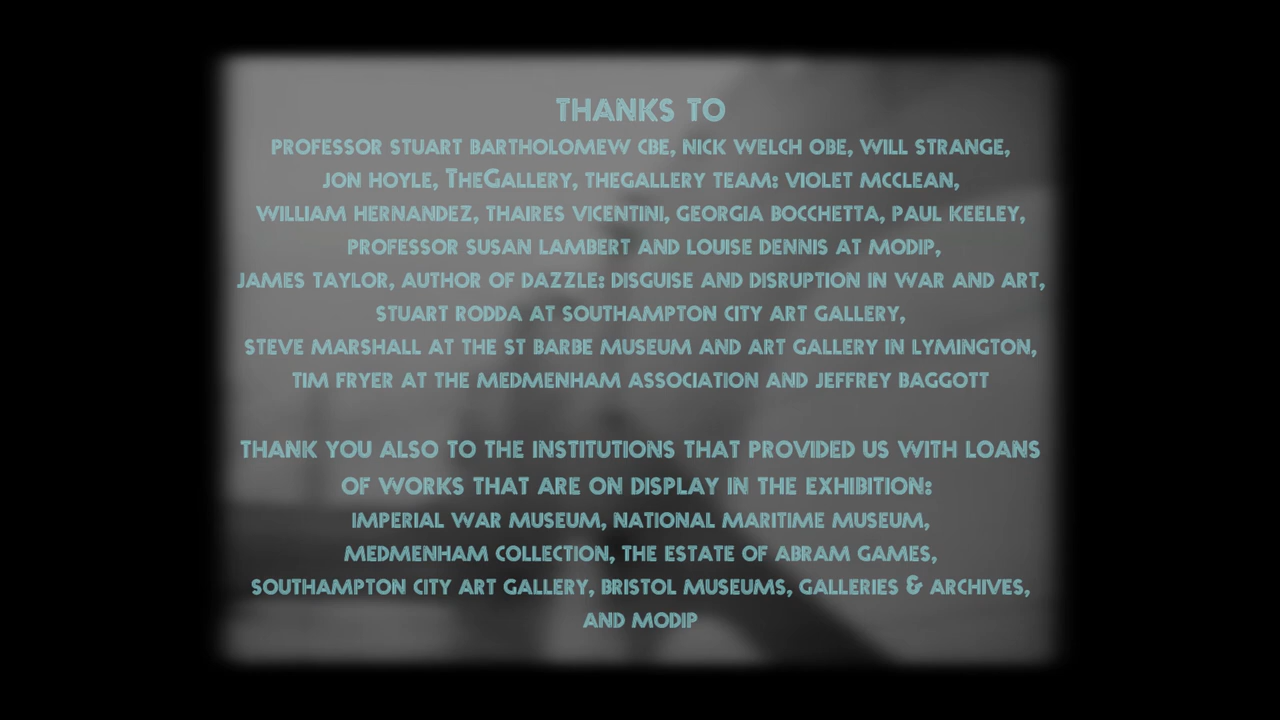 THANKS TO
PROFESSOR STUART BARTHOLOMEW CBE, NICK WELCH OBE, WILL STRANGE,
JON HOYLE, THEGALLERY, THEGALLERY TEAM: VIOLET MCCLEAN,
WILLIAM HERNANDEZ, THAIRES VICENTINI, GEORGIA BOCCHETTA, PAUL KEELEY,
PROFESSOR SUSAN LAMBERT AND LOUISE DENNIS AT MODIP,
JAMES TAYLOR, AUTHOR OF DAZZLE: DISGUISE AND DISRUPTION IN WAR AND ART,
STUART RODDA AT SOUTHAMPTON CITY ART GALLERY,
STEVE MARSHALL AT THE ST BARBE MUSEUM AND ART GALLERY IN LYMINGTON,
TIM FRYER AT THE MEDMENHAM ASSOCIATION AND JEFFREY BAGGOTT
THANK YOU ALSO TO THE INSTITUTIONS THAT PROVIDED US WITH LOANS
OF WORKS THAT ARE ON DISPLAY IN THE EXHIBITION:
IMPERIAL WAR MUSEUM, NATIONAL MARITIME MUSEUM,
MEDMENHAM COLLECTION, THE ESTATE OF ABRAM GAMES,
SOUTHAMPTON CITY ART GALLERY, BRISTOL MUSEUMS, GALLERIES & ARCHIVES,
AND MODIP